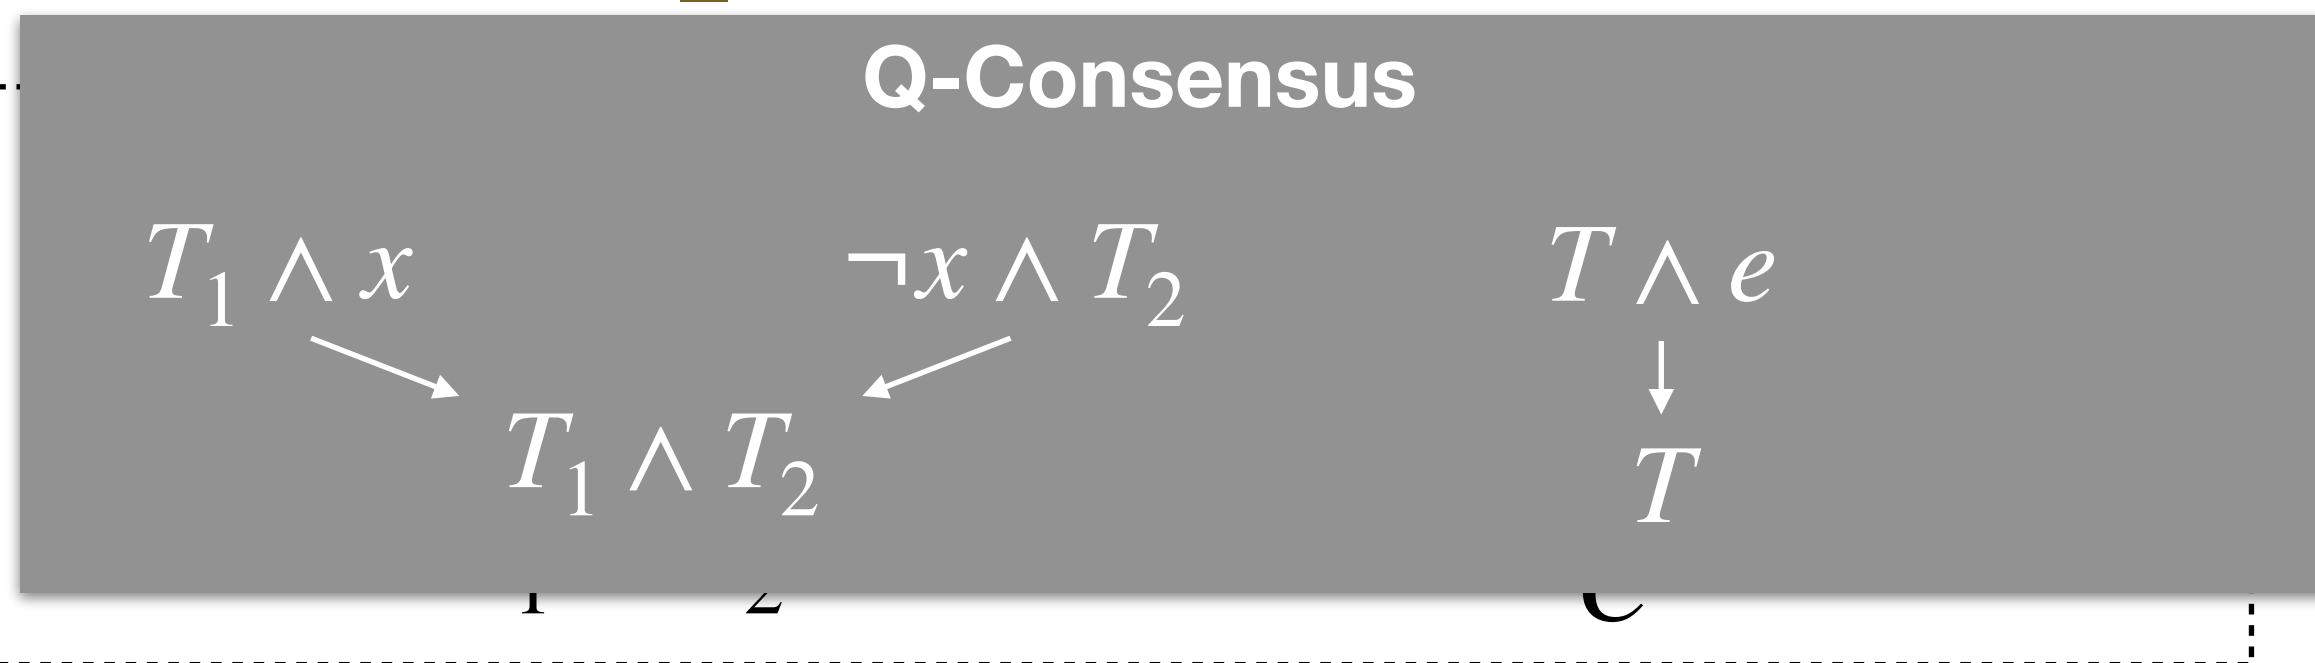 Q-Consensus
T₁ ∧ x ¬x ∧ T₂ T ∧ e
T₁ ∧ T₂ T